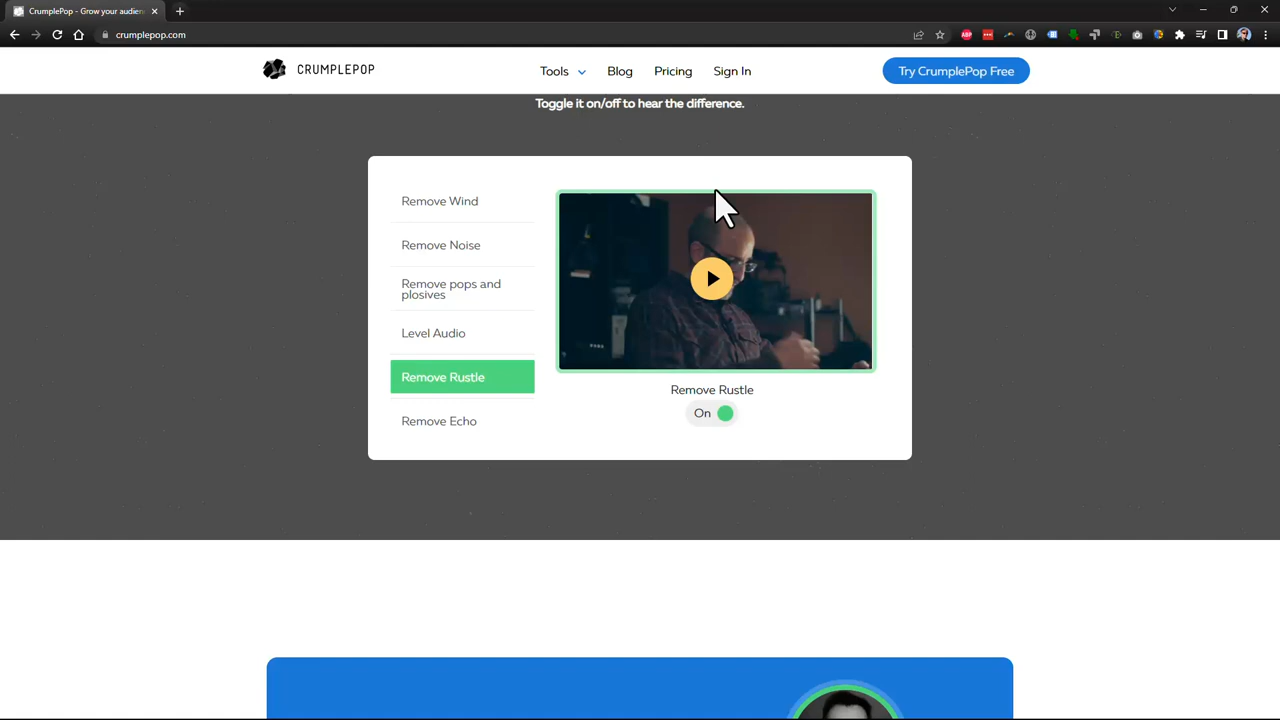 CrumplePop - Grow your audien
crumplepop.com
CRUMPLEPOP
Tools
Blog
Pricing
Sign In
Try CrumplePop Free
Toggle it on/off to hear the difference.
Remove Wind
Remove Noise
Remove pops and
plosives
Level Audio
Remove Rustle
Remove Echo
Remove Rustle
On